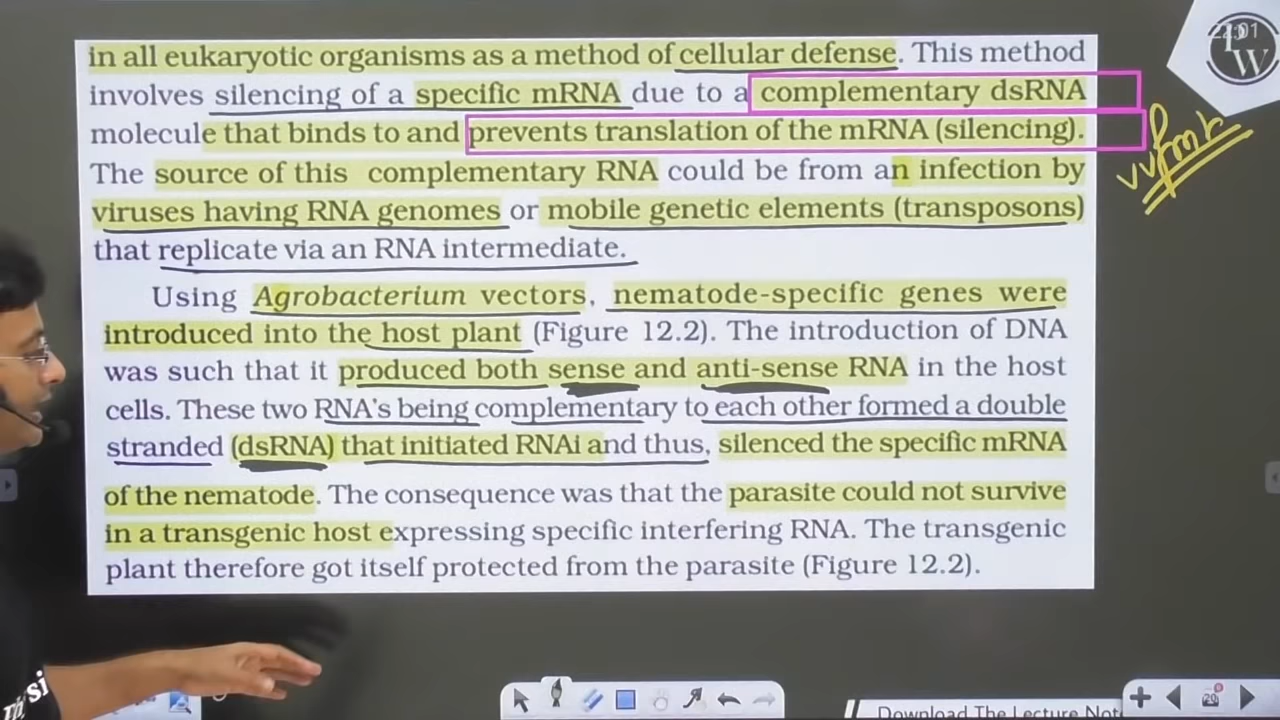 in all eukaryotic organisms as a method of cellular defense. This method
involves silencing of a specific mRNA due to a complementary dsRNA
molecule that binds to and prevents translation of the mRNA (silencing).
The source of this complementary RNA could be from an infection by
viruses having RNA genomes or mobile genetic elements (transposons)
that replicate via an RNA intermediate.
Using Agrobacterium vectors, nematode-specific genes were
introduced into the host plant (Figure 12.2). The introduction of DNA
was such that it produced both sense and anti-sense RNA in the host
cells. These two RNA's being complementary to each other formed a double
stranded (dsRNA) that initiated RNAi and thus, silenced the specific mRNA
of the nematode. The consequence was that the parasite could not survive
in a transgenic host expressing specific interfering RNA. The transgenic
plant therefore got itself protected from the parasite (Figure 12.2).
W
Download The Lecture Not